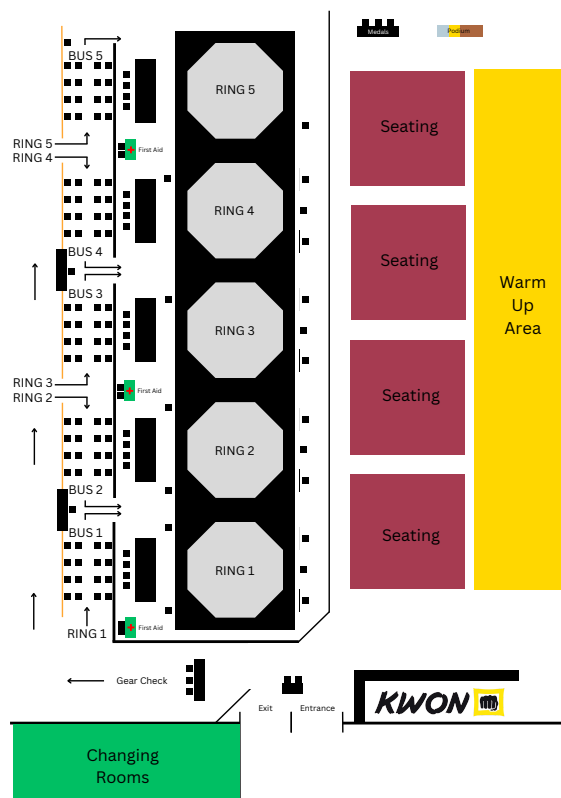 Medals
Podium
BUS 5
RING 5
Seating
RING 5
RING 4
First Aid
RING 4
BUS 4
Seating
BUS 3
Warm
Up
Area
RING 3
RING 3
RING 2
First Aid
Seating
RING 2
BUS 2
BUS 1
Seating
RING 1
First Aid
RING 1
Gear Check
Exit
Entrance
KWON
Changing
Rooms